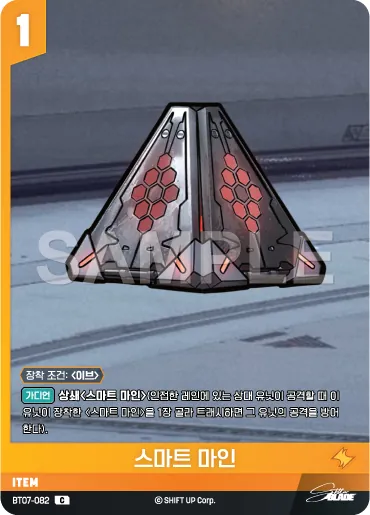 1
SAMPLE
장착 조건: <이브>
가디언 상쇄<스마트 마인>(인접한 레인에 있는 상대 유닛이 공격할 때 이
유닛이 장착한 <스마트 마인>을 1장 골라 트래시하면 그 유닛의 공격을 방어
한다).
스마트 마인
ITEM
BT07-082 C
© SHIFT UP Corp.
Stellar BLADE